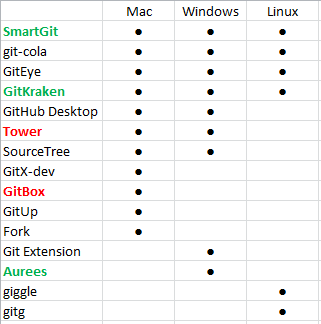 Mac Windows Linux
SmartGit ● ● ●
git-cola ● ● ●
GitEye ● ● ●
GitKraken ● ● ●
GitHub Desktop ● ●
Tower ● ●
SourceTree ● ●
GitX-dev ●
GitBox ●
GitUp ●
Fork ●
Git Extension ●
Aurees ●
giggle ●
gitg ●